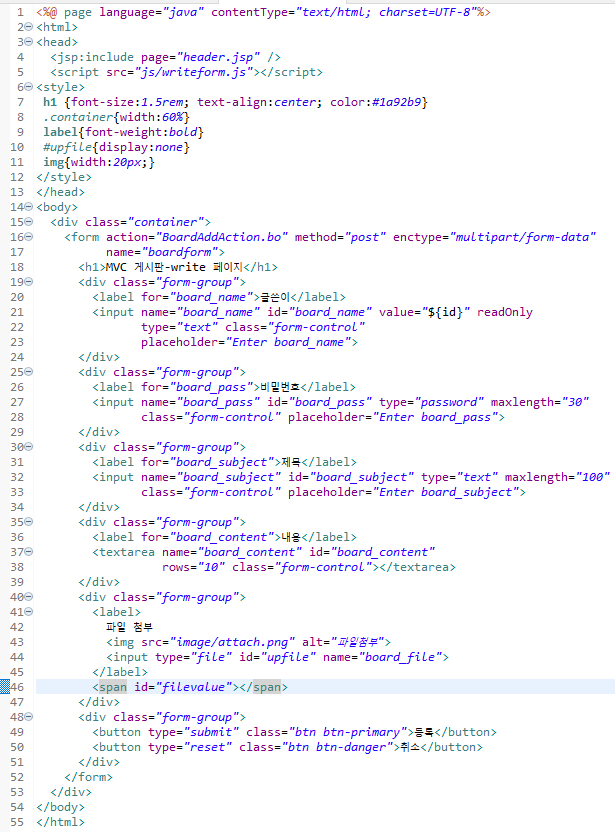 1 <%@ page language="java" contentType="text/html; charset=UTF-8"%>
2 <html>
3 <head>
4   <jsp:include page="header.jsp" />
5   <script src="js/writeform.js"></script>
6 <style>
7  h1 {font-size:1.5rem; text-align:center; color:#1a92b9}
8  .container{width:60%}
9  label{font-weight:bold}
10  #upfile{display:none}
11  img{width:20px;}
12 </style>
13 </head>
14 <body>
15   <div class="container">
16     <form action="BoardAddAction.bo" method="post" enctype="multipart/form-data"
17           name="boardform">
18       <h1>MVC 게시판-write 페이지</h1>
19       <div class="form-group">
20         <label for="board_name">글쓴이</label>
21         <input name="board_name" id="board_name" value="${id}" readOnly
22                type="text" class="form-control"
23                placeholder="Enter board_name">
24       </div>
25       <div class="form-group">
26         <label for="board_pass">비밀번호</label>
27         <input name="board_pass" id="board_pass" type="password" maxlength="30"
28                class="form-control" placeholder="Enter board_pass">
29       </div>
30       <div class="form-group">
31         <label for="board_subject">제목</label>
32         <input name="board_subject" id="board_subject" type="text" maxlength="100"
33                class="form-control" placeholder="Enter board_subject">
34       </div>
35       <div class="form-group">
36         <label for="board_content">내용</label>
37         <textarea name="board_content" id="board_content"
38                   rows="10" class="form-control"></textarea>
39       </div>
40       <div class="form-group">
41         <label>
42           파일 첨부
43           <img src="image/attach.png" alt="파일첨부">
44           <input type="file" id="upfile" name="board_file">
45         </label>
46         <span id="filevalue"></span>
47       </div>
48       <div class="form-group">
49         <button type="submit" class="btn btn-primary">등록</button>
50         <button type="reset" class="btn btn-danger">취소</button>
51       </div>
52     </form>
53   </div>
54 </body>
55 </html>